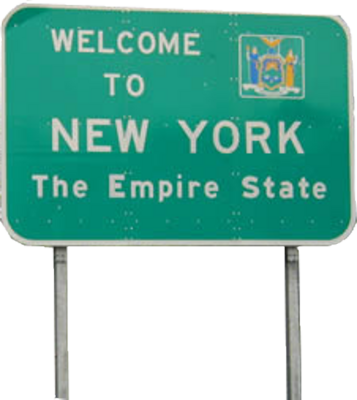 WELCOME
TO
NEW YORK
The Empire State